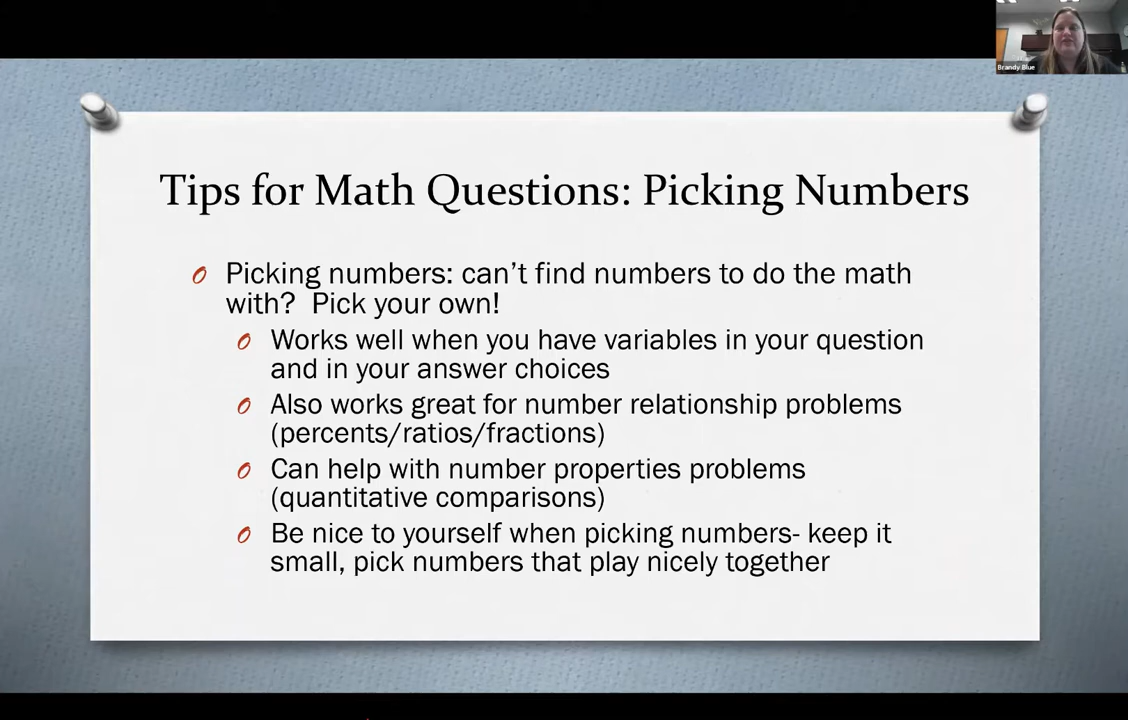 Brandy Blue
Tips for Math Questions: Picking Numbers
Picking numbers: can't find numbers to do the math
with?  Pick your own!
Works well when you have variables in your question
and in your answer choices
Also works great for number relationship problems
(percents/ratios/fractions)
Can help with number properties problems
(quantitative comparisons)
Be nice to yourself when picking numbers- keep it
small, pick numbers that play nicely together